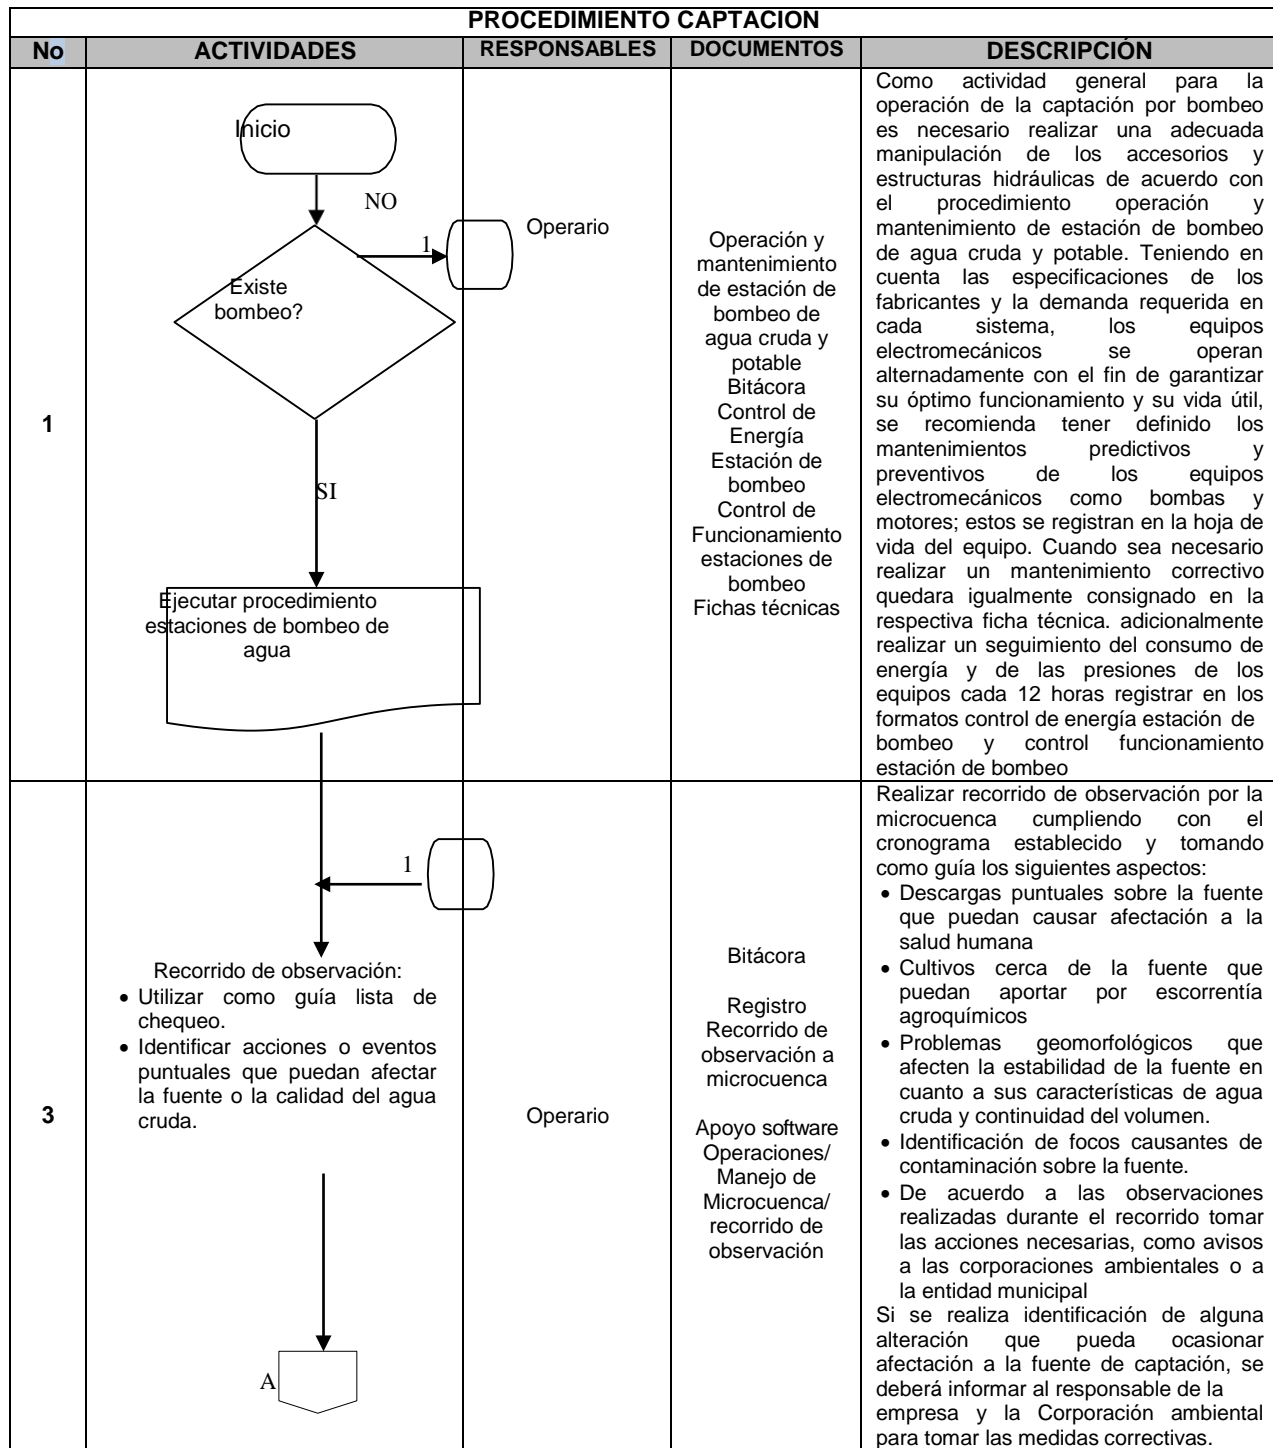 PROCEDIMIENTO CAPTACION
No ACTIVIDADES RESPONSABLES DOCUMENTOS DESCRIPCIÓN
1
Inicio
NO
1
Existe
bombeo?
SI
Ejecutar procedimiento
estaciones de bombeo de
agua
Operario
Operación y
mantenimiento
de estación de
bombeo de
agua cruda y
potable
Bitácora
Control de
Energía
Estación de
bombeo
Control de
Funcionamiento
estaciones de
bombeo
Fichas técnicas
Como actividad general para la
operación de la captación por bombeo
es necesario realizar una adecuada
manipulación de los accesorios y
estructuras hidráulicas de acuerdo con
el procedimiento operación y
mantenimiento de estación de bombeo
de agua cruda y potable. Teniendo en
cuenta las especificaciones de los
fabricantes y la demanda requerida en
cada sistema, los equipos
electromecánicos se operan
alternadamente con el fin de garantizar
su óptimo funcionamiento y su vida útil,
se recomienda tener definido los
mantenimientos predictivos y
preventivos de los equipos
electromecánicos como bombas y
motores; estos se registran en la hoja de
vida del equipo. Cuando sea necesario
realizar un mantenimiento correctivo
quedara igualmente consignado en la
respectiva ficha técnica. adicionalmente
realizar un seguimiento del consumo de
energía y de las presiones de los
equipos cada 12 horas registrar en los
formatos control de energía estación de
bombeo y control funcionamiento
estación de bombeo
3
1
Recorrido de observación:
• Utilizar como guía lista de
chequeo.
• Identificar acciones o eventos
puntuales que puedan afectar
la fuente o la calidad del agua
cruda.
A
Operario
Bitácora
Registro
Recorrido de
observación a
microcuenca
Apoyo software
Operaciones/
Manejo de
Microcuenca/
recorrido de
observación
Realizar recorrido de observación por la
microcuenca cumpliendo con el
cronograma establecido y tomando
como guía los siguientes aspectos:
• Descargas puntuales sobre la fuente
que puedan causar afectación a la
salud humana
• Cultivos cerca de la fuente que
puedan aportar por escorrentía
agroquímicos
• Problemas geomorfológicos que
afecten la estabilidad de la fuente en
cuanto a sus características de agua
cruda y continuidad del volumen.
• Identificación de focos causantes de
contaminación sobre la fuente.
• De acuerdo a las observaciones
realizadas durante el recorrido tomar
las acciones necesarias, como avisos
a las corporaciones ambientales o a
la entidad municipal
Si se realiza identificación de alguna
alteración que pueda ocasionar
afectación a la fuente de captación, se
deberá informar al responsable de la
empresa y la Corporación ambiental
para tomar las medidas correctivas.